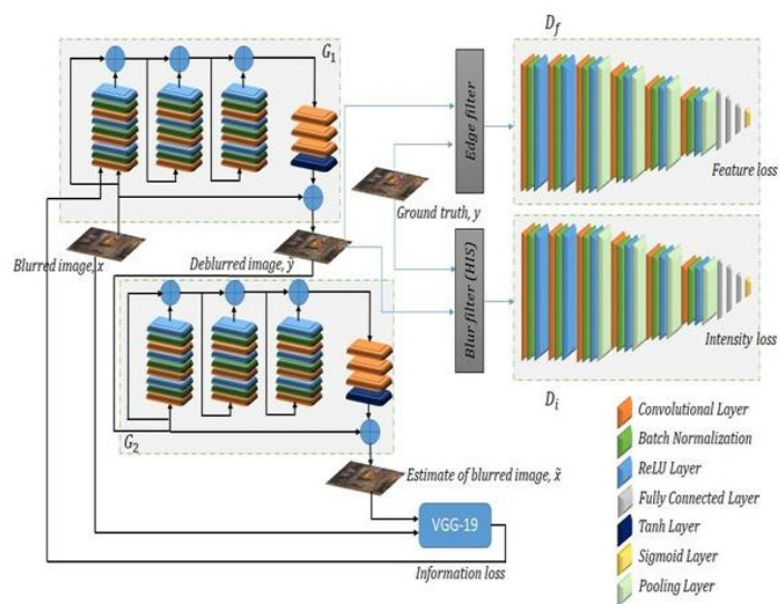 G1
Df
Edge filter
Feature loss
Ground truth, y
Blurred image, x
Deblurred image, ỹ
Blur filter (HIS)
Intensity loss
Di
G2
Estimate of blurred image, x̃
VGG-19
Information loss
Convolutional Layer
Batch Normalization
ReLU Layer
Fully Connected Layer
Tanh Layer
Sigmoid Layer
Pooling Layer